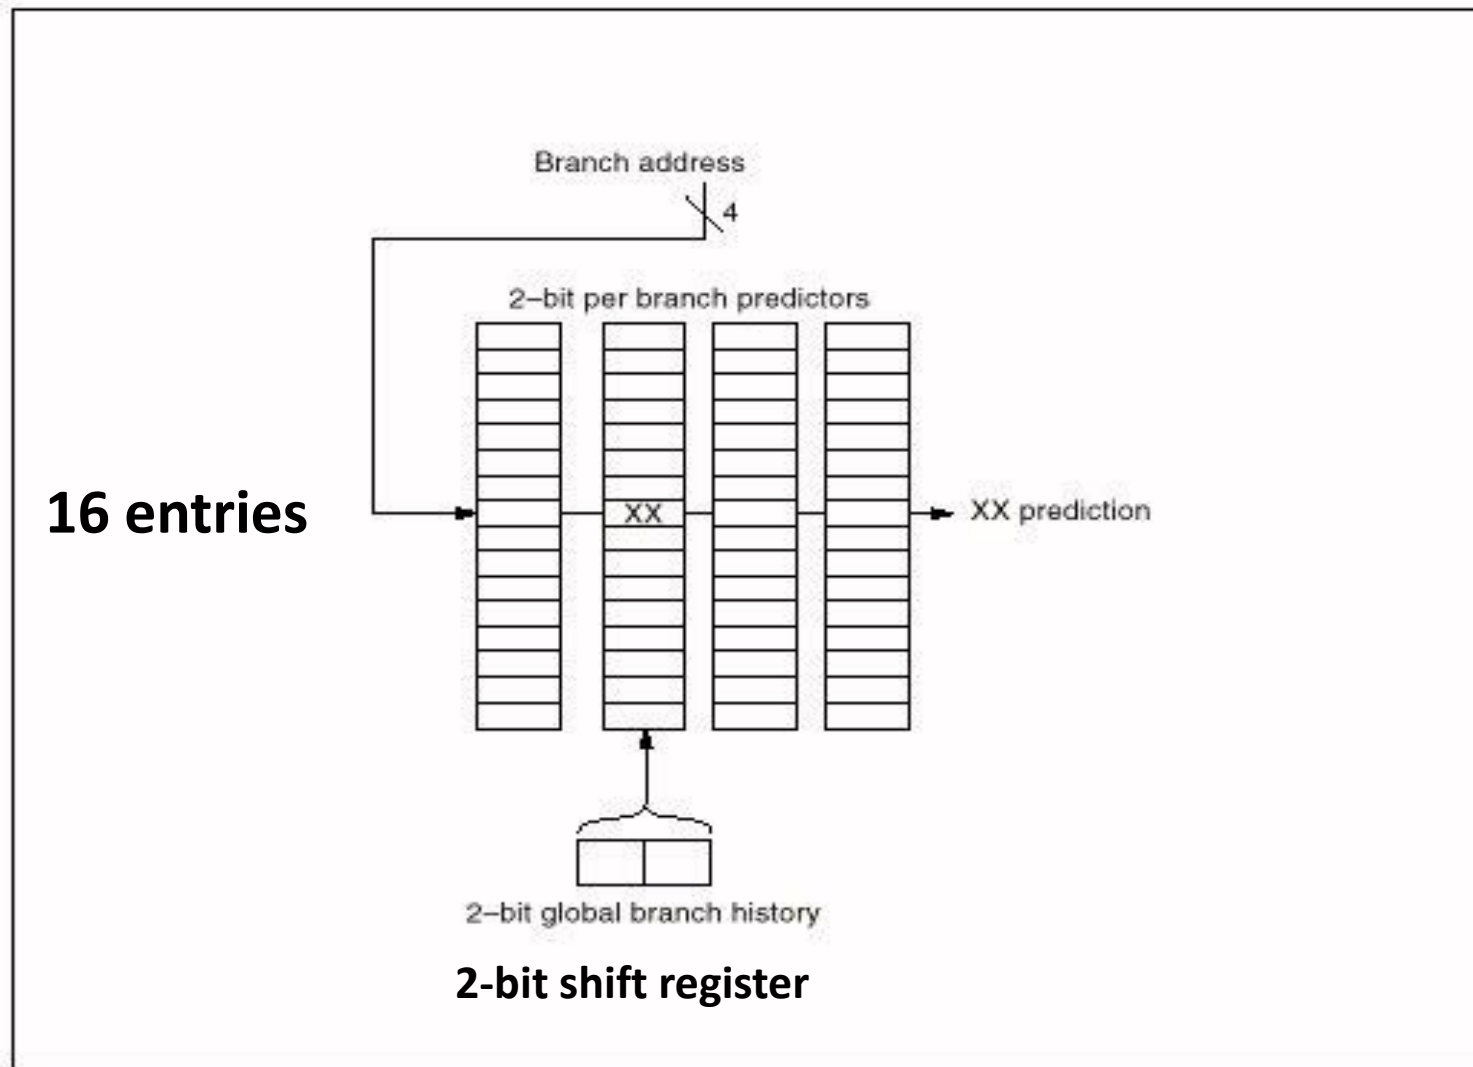 Branch address
4
2–bit per branch predictors
16 entries
XX
XX prediction
2–bit global branch history
2-bit shift register